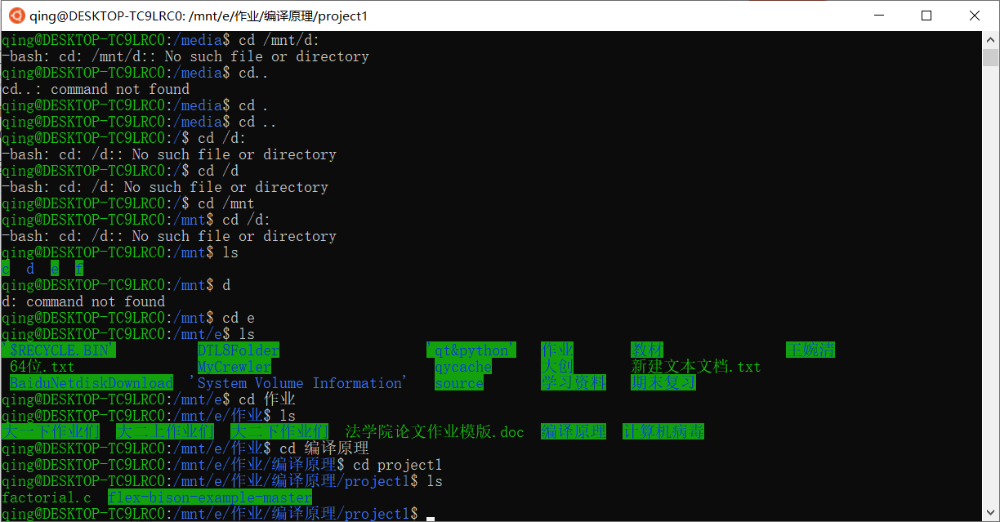 qing@DESKTOP-TC9LRC0: /mnt/e/作业/编译原理/project1
qing@DESKTOP-TC9LRC0:/media$ cd /mnt/d:
-bash: cd: /mnt/d:: No such file or directory
qing@DESKTOP-TC9LRC0:/media$ cd..
cd..: command not found
qing@DESKTOP-TC9LRC0:/media$ cd .
qing@DESKTOP-TC9LRC0:/media$ cd ..
qing@DESKTOP-TC9LRC0:/$ cd /d:
-bash: cd: /d:: No such file or directory
qing@DESKTOP-TC9LRC0:/$ cd /d
-bash: cd: /d: No such file or directory
qing@DESKTOP-TC9LRC0:/$ cd /mnt
qing@DESKTOP-TC9LRC0:/mnt$ cd /d:
-bash: cd: /d:: No such file or directory
qing@DESKTOP-TC9LRC0:/mnt$ ls
c  d  e  f
qing@DESKTOP-TC9LRC0:/mnt$ d
d: command not found
qing@DESKTOP-TC9LRC0:/mnt$ cd e
qing@DESKTOP-TC9LRC0:/mnt/e$ ls
'$RECYCLE.BIN'  DTLSFolder  'qt&python'  作业  教材  王婉清
64位.txt  MyCrewler  qycache  大创  新建文本文档.txt
BaiduNetdiskDownload  'System Volume Information'  source  学习资料  期末复习
qing@DESKTOP-TC9LRC0:/mnt/e$ cd 作业
qing@DESKTOP-TC9LRC0:/mnt/e/作业$ ls
大一下作业们  大二上作业们  大二下作业们  法学院论文作业模版.doc  编译原理  计算机病毒
qing@DESKTOP-TC9LRC0:/mnt/e/作业$ cd 编译原理
qing@DESKTOP-TC9LRC0:/mnt/e/作业/编译原理$ cd project1
qing@DESKTOP-TC9LRC0:/mnt/e/作业/编译原理/project1$ ls
factorial.c  flex-bison-example-master
qing@DESKTOP-TC9LRC0:/mnt/e/作业/编译原理/project1$